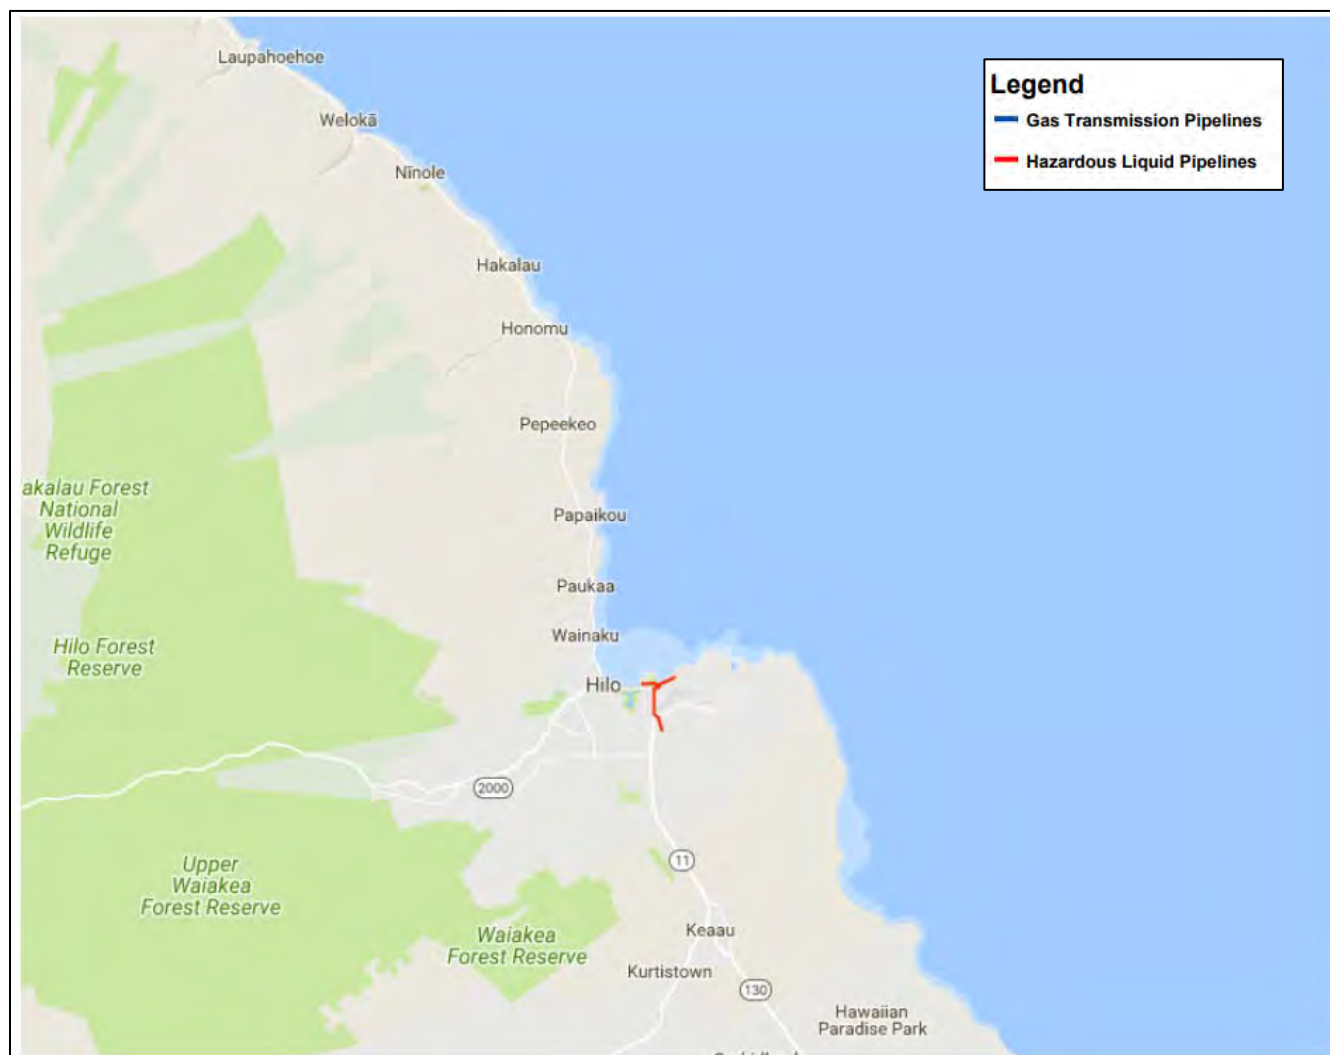 Laupahoehoe
Legend
Gas Transmission Pipelines
Welokā
Hazardous Liquid Pipelines
Nīnole
Hakalau
Honomu
Pepeekeo
akalau Forest
National
Wildlife
Refuge
Papaikou
Paukaa
Wainaku
Hilo Forest
Reserve
Hilo
2000
11
Upper
Waiakea
Forest Reserve
Waiakea
Forest Reserve
Keaau
Kurtistown
130
Hawaiian
Paradise Park